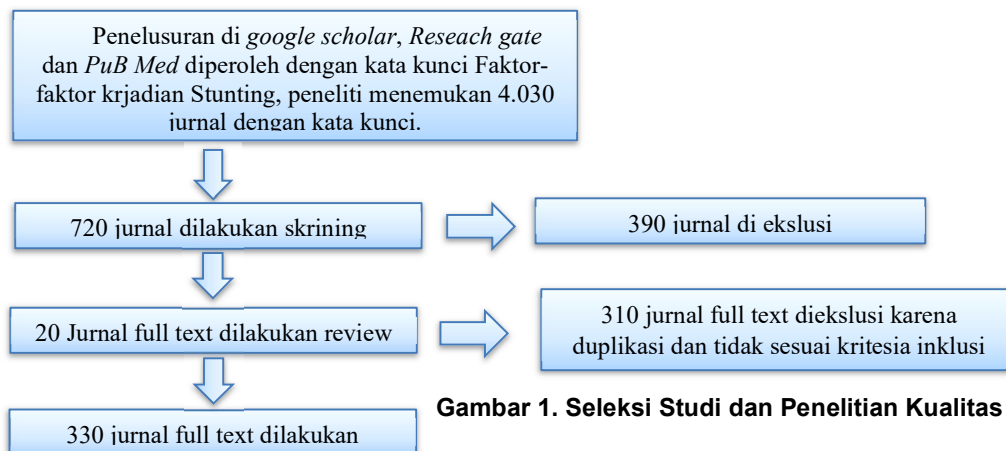 Penelusuran di google scholar, Reseach gate
dan PuB Med diperoleh dengan kata kunci Faktor-
faktor krjadian Stunting, peneliti menemukan 4.030
jurnal dengan kata kunci.
720 jurnal dilakukan skrining
390 jurnal di ekslusi
20 Jurnal full text dilakukan review
310 jurnal full text diekslusi karena
duplikasi dan tidak sesuai kritesia inklusi
Gambar 1. Seleksi Studi dan Penelitian Kualitas
330 jurnal full text dilakukan